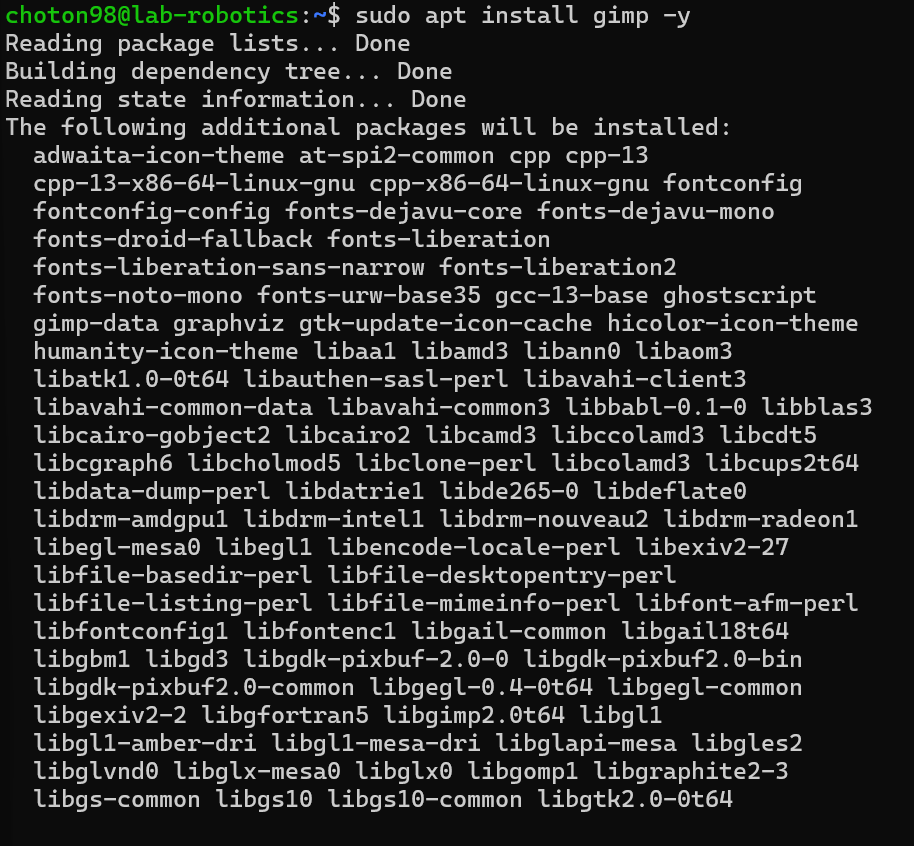 choton98@lab-robotics:~$ sudo apt install gimp -y
Reading package lists... Done
Building dependency tree... Done
Reading state information... Done
The following additional packages will be installed:
  adwaita-icon-theme at-spi2-common cpp cpp-13
  cpp-13-x86-64-linux-gnu cpp-x86-64-linux-gnu fontconfig
  fontconfig-config fonts-dejavu-core fonts-dejavu-mono
  fonts-droid-fallback fonts-liberation
  fonts-liberation-sans-narrow fonts-liberation2
  fonts-noto-mono fonts-urw-base35 gcc-13-base ghostscript
  gimp-data graphviz gtk-update-icon-cache hicolor-icon-theme
  humanity-icon-theme libaa1 libamd3 libann0 libaom3
  libatk1.0-0t64 libauthen-sasl-perl libavahi-client3
  libavahi-common-data libavahi-common3 libbabl-0.1-0 libblas3
  libcairo-gobject2 libcairo2 libcamd3 libccolamd3 libcdt5
  libcgraph6 libcholmod5 libclone-perl libcolamd3 libcups2t64
  libdata-dump-perl libdatrie1 libde265-0 libdeflate0
  libdrm-amdgpu1 libdrm-intel1 libdrm-nouveau2 libdrm-radeon1
  libegl-mesa0 libegl1 libencode-locale-perl libexiv2-27
  libfile-basedir-perl libfile-desktopentry-perl
  libfile-listing-perl libfile-mimeinfo-perl libfont-afm-perl
  libfontconfig1 libfontenc1 libgail-common libgail18t64
  libgbm1 libgd3 libgdk-pixbuf-2.0-0 libgdk-pixbuf2.0-bin
  libgdk-pixbuf2.0-common libgegl-0.4-0t64 libgegl-common
  libgexiv2-2 libgfortran5 libgimp2.0t64 libgl1
  libgl1-amber-dri libgl1-mesa-dri libglapi-mesa libgles2
  libglvnd0 libglx-mesa0 libglx0 libgomp1 libgraphite2-3
  libgs-common libgs10 libgs10-common libgtk2.0-0t64